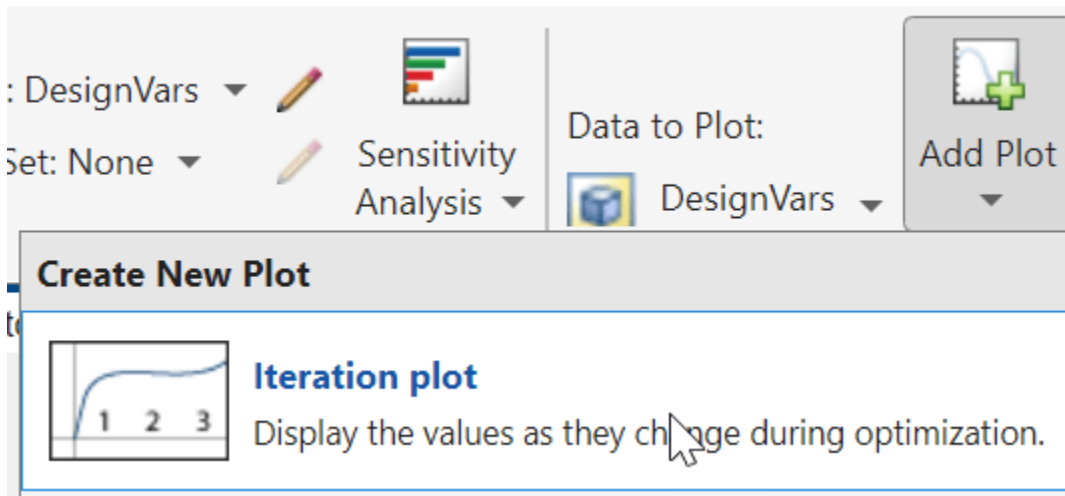 : DesignVars
Set: None
Sensitivity
Analysis
Data to Plot:
DesignVars
Add Plot
Create New Plot
1 2 3
Iteration plot
Display the values as they change during optimization.